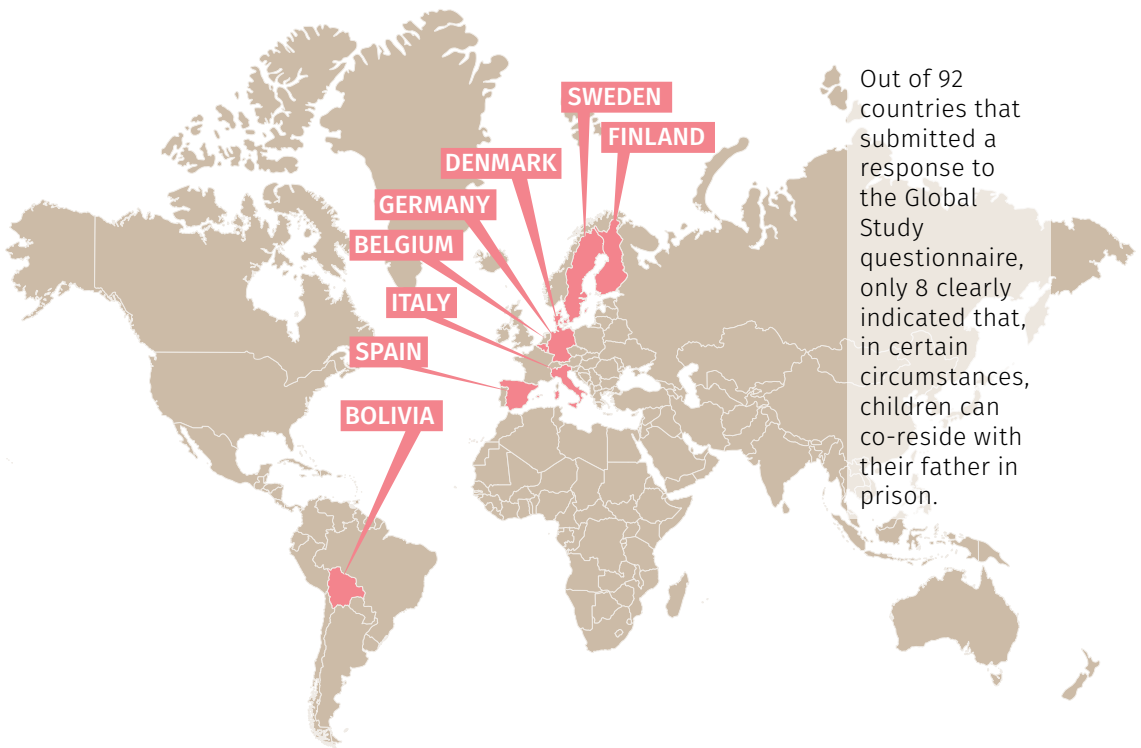 SWEDEN
FINLAND
DENMARK
GERMANY
BELGIUM
ITALY
SPAIN
BOLIVIA
Out of 92
countries that
submitted a
response to
the Global
Study
questionnaire,
only 8 clearly
indicated that,
in certain
circumstances,
children can
co-reside with
their father in
prison.